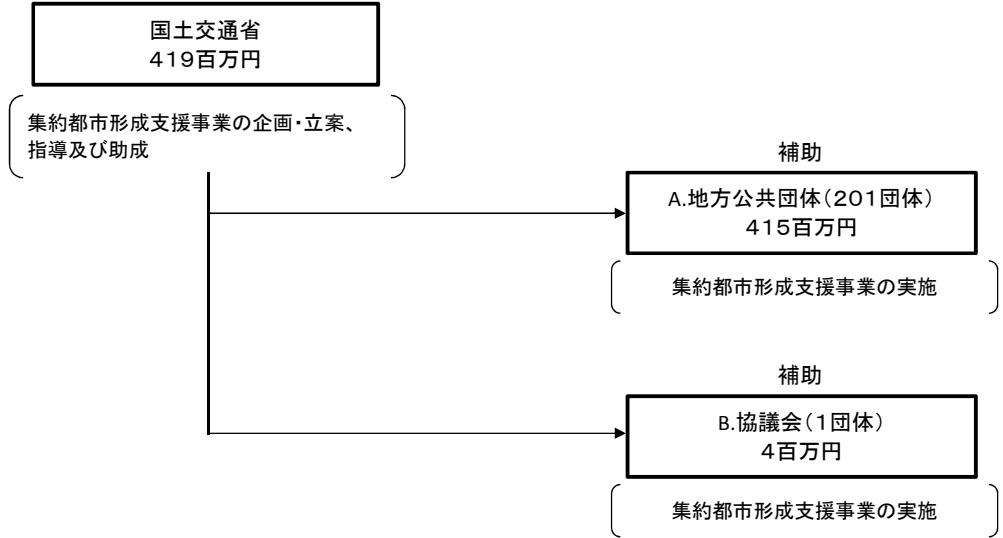 国土交通省
419百万円
集約都市形成支援事業の企画・立案、
指導及び助成
補助
A.地方公共団体（２０１団体）
４１５百万円
集約都市形成支援事業の実施
補助
B.協議会（１団体）
４百万円
集約都市形成支援事業の実施